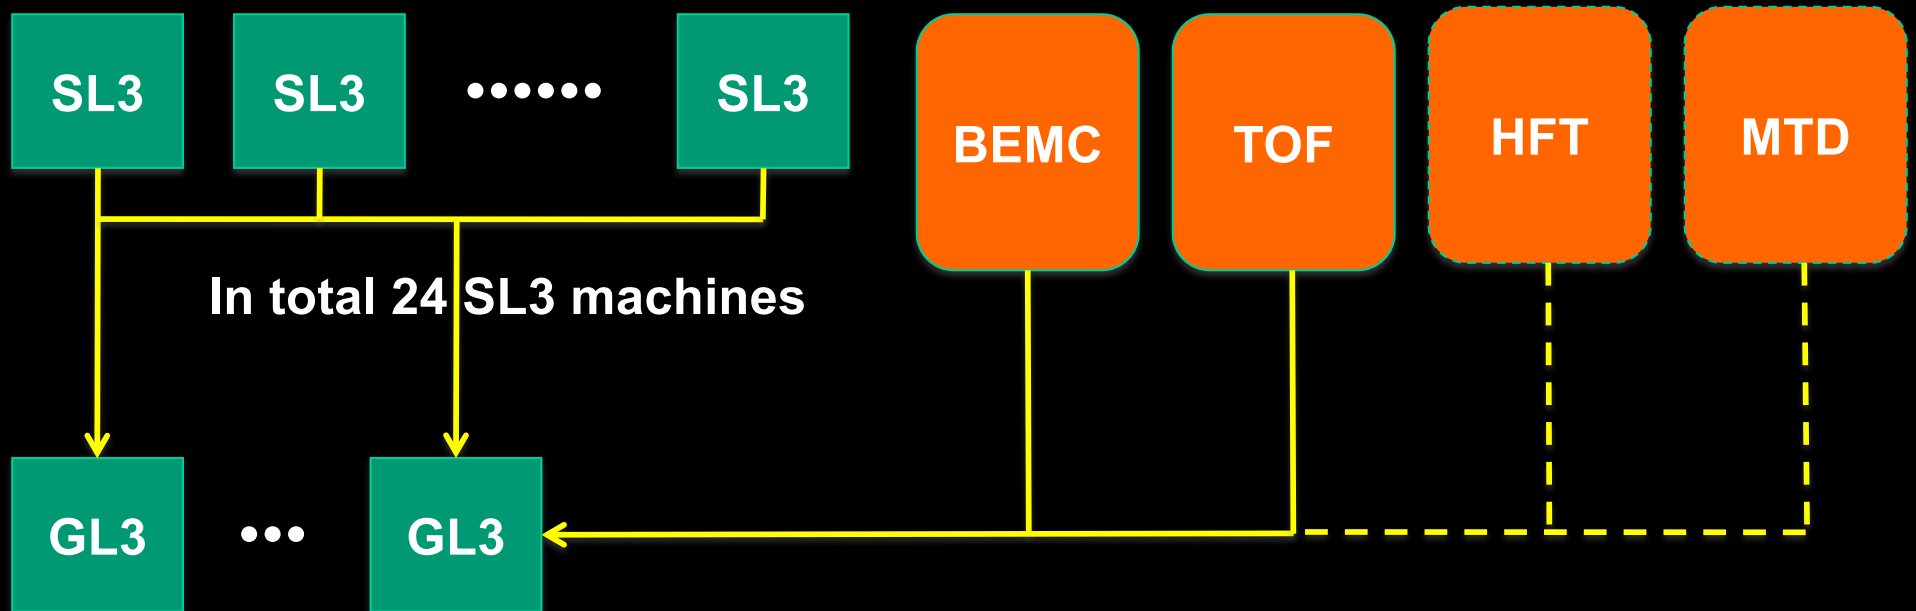 SL3
SL3
......
SL3
BEMC
TOF
HFT
MTD
In total 24 SL3 machines
GL3
...
GL3